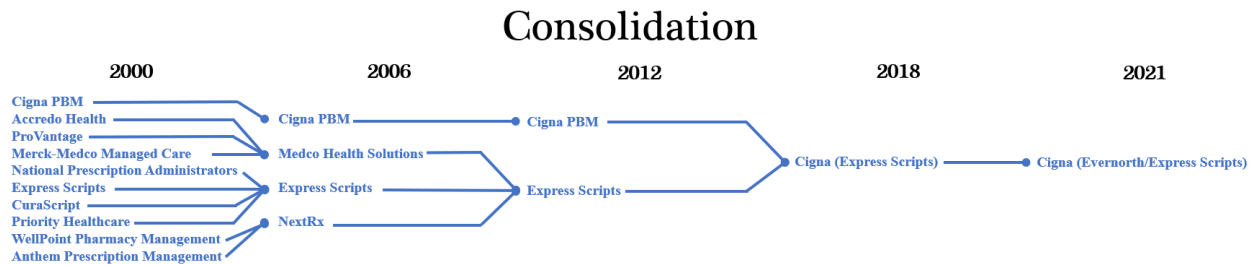 Consolidation
2000 2006 2012 2018 2021
Cigna PBM
Accredo Health
ProVantage
Merck-Medco Managed Care
National Prescription Administrators
Express Scripts
CuraScript
Priority Healthcare
WellPoint Pharmacy Management
Anthem Prescription Management
Cigna PBM
Medco Health Solutions
Express Scripts
NextRx
Cigna PBM
Express Scripts
Cigna (Express Scripts)
Cigna (Evernorth/Express Scripts)